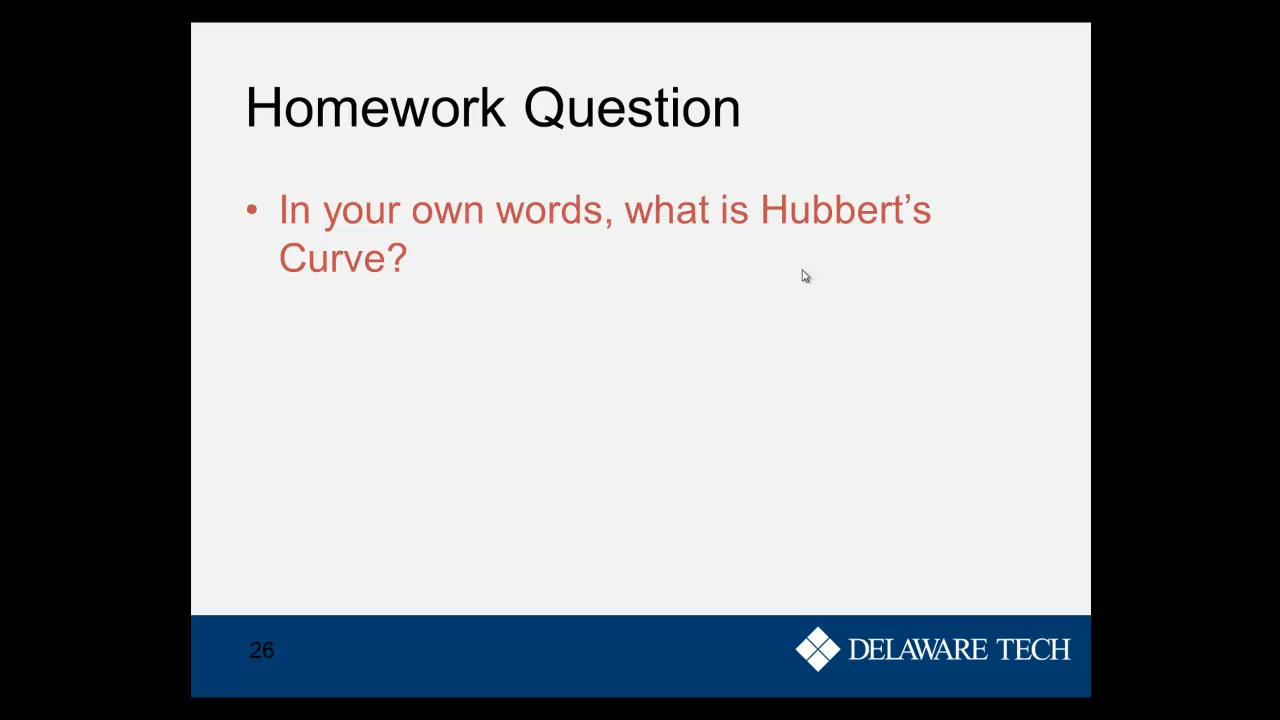 Homework Question
• In your own words, what is Hubbert’s
Curve?
26
DELAWARE TECH